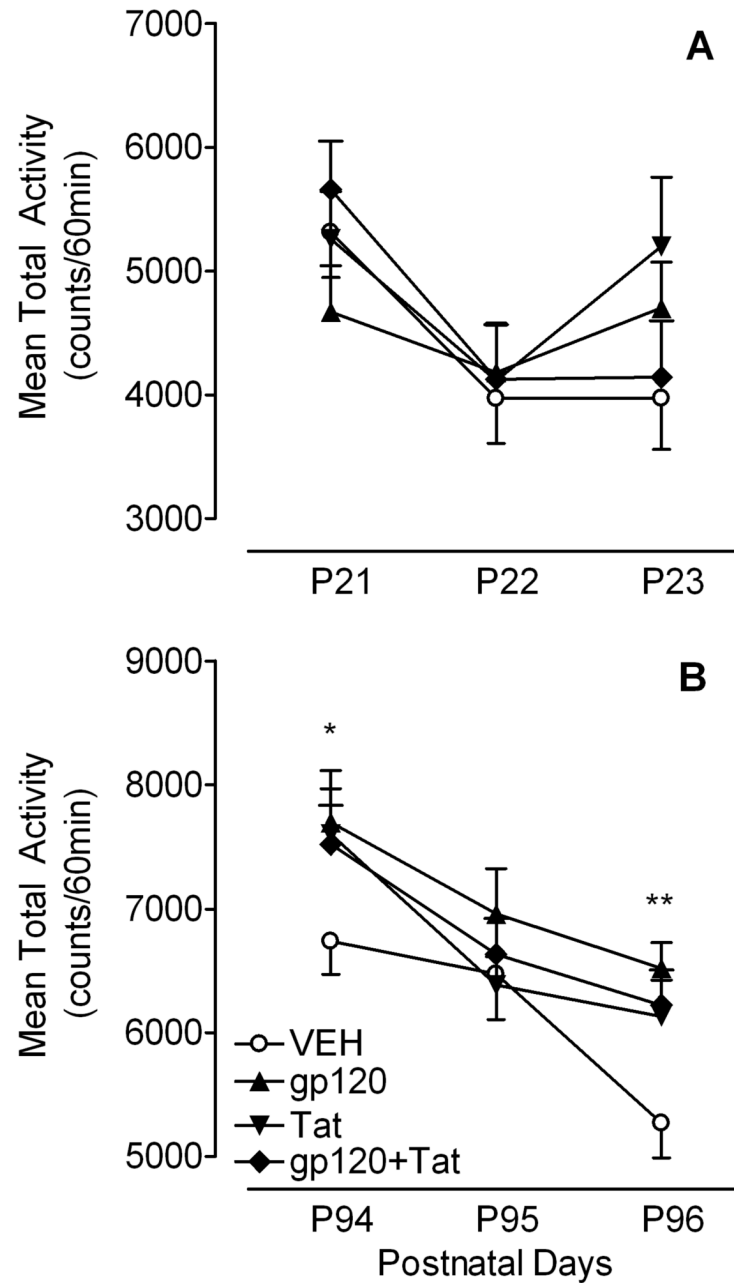 A
7000
6000
5000
4000
3000
Mean Total Activity
(counts/60min)
P21 P22 P23
B
9000
8000
7000
6000
5000
Mean Total Activity
(counts/60min)
*
**
VEH
gp120
Tat
gp120+Tat
P94 P95 P96
Postnatal Days